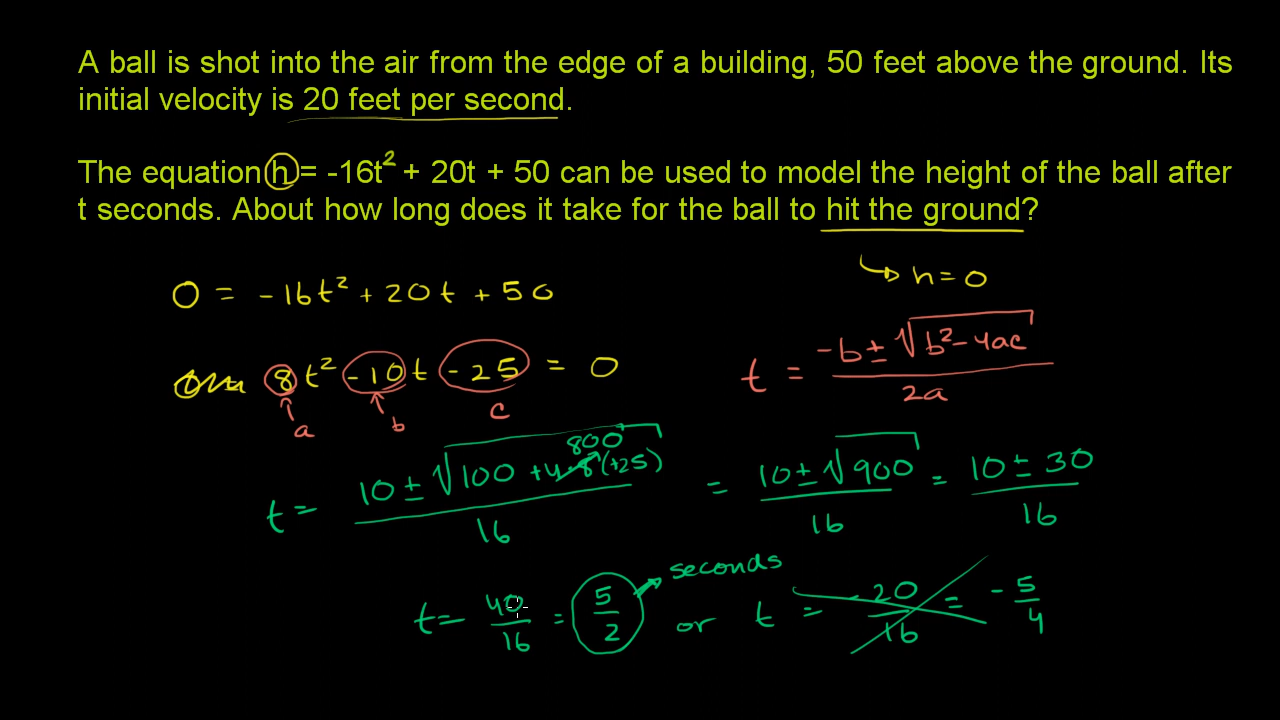 A ball is shot into the air from the edge of a building, 50 feet above the ground. Its
initial velocity is 20 feet per second.
The equation h = -16t² + 20t + 50 can be used to model the height of the ball after
t seconds. About how long does it take for the ball to hit the ground?
h = 0
0 = -16t² + 20t + 50
8t² -10t -25 = 0
a b c
t = (-b ± √(b² - 4ac)) / 2a
800
t = (10 ± √(100 + 4·8(+25))) / 16 = (10 ± √900) / 16 = (10 ± 30) / 16
seconds
t = 40/16 = 5/2 or t = -20/16 = -5/4